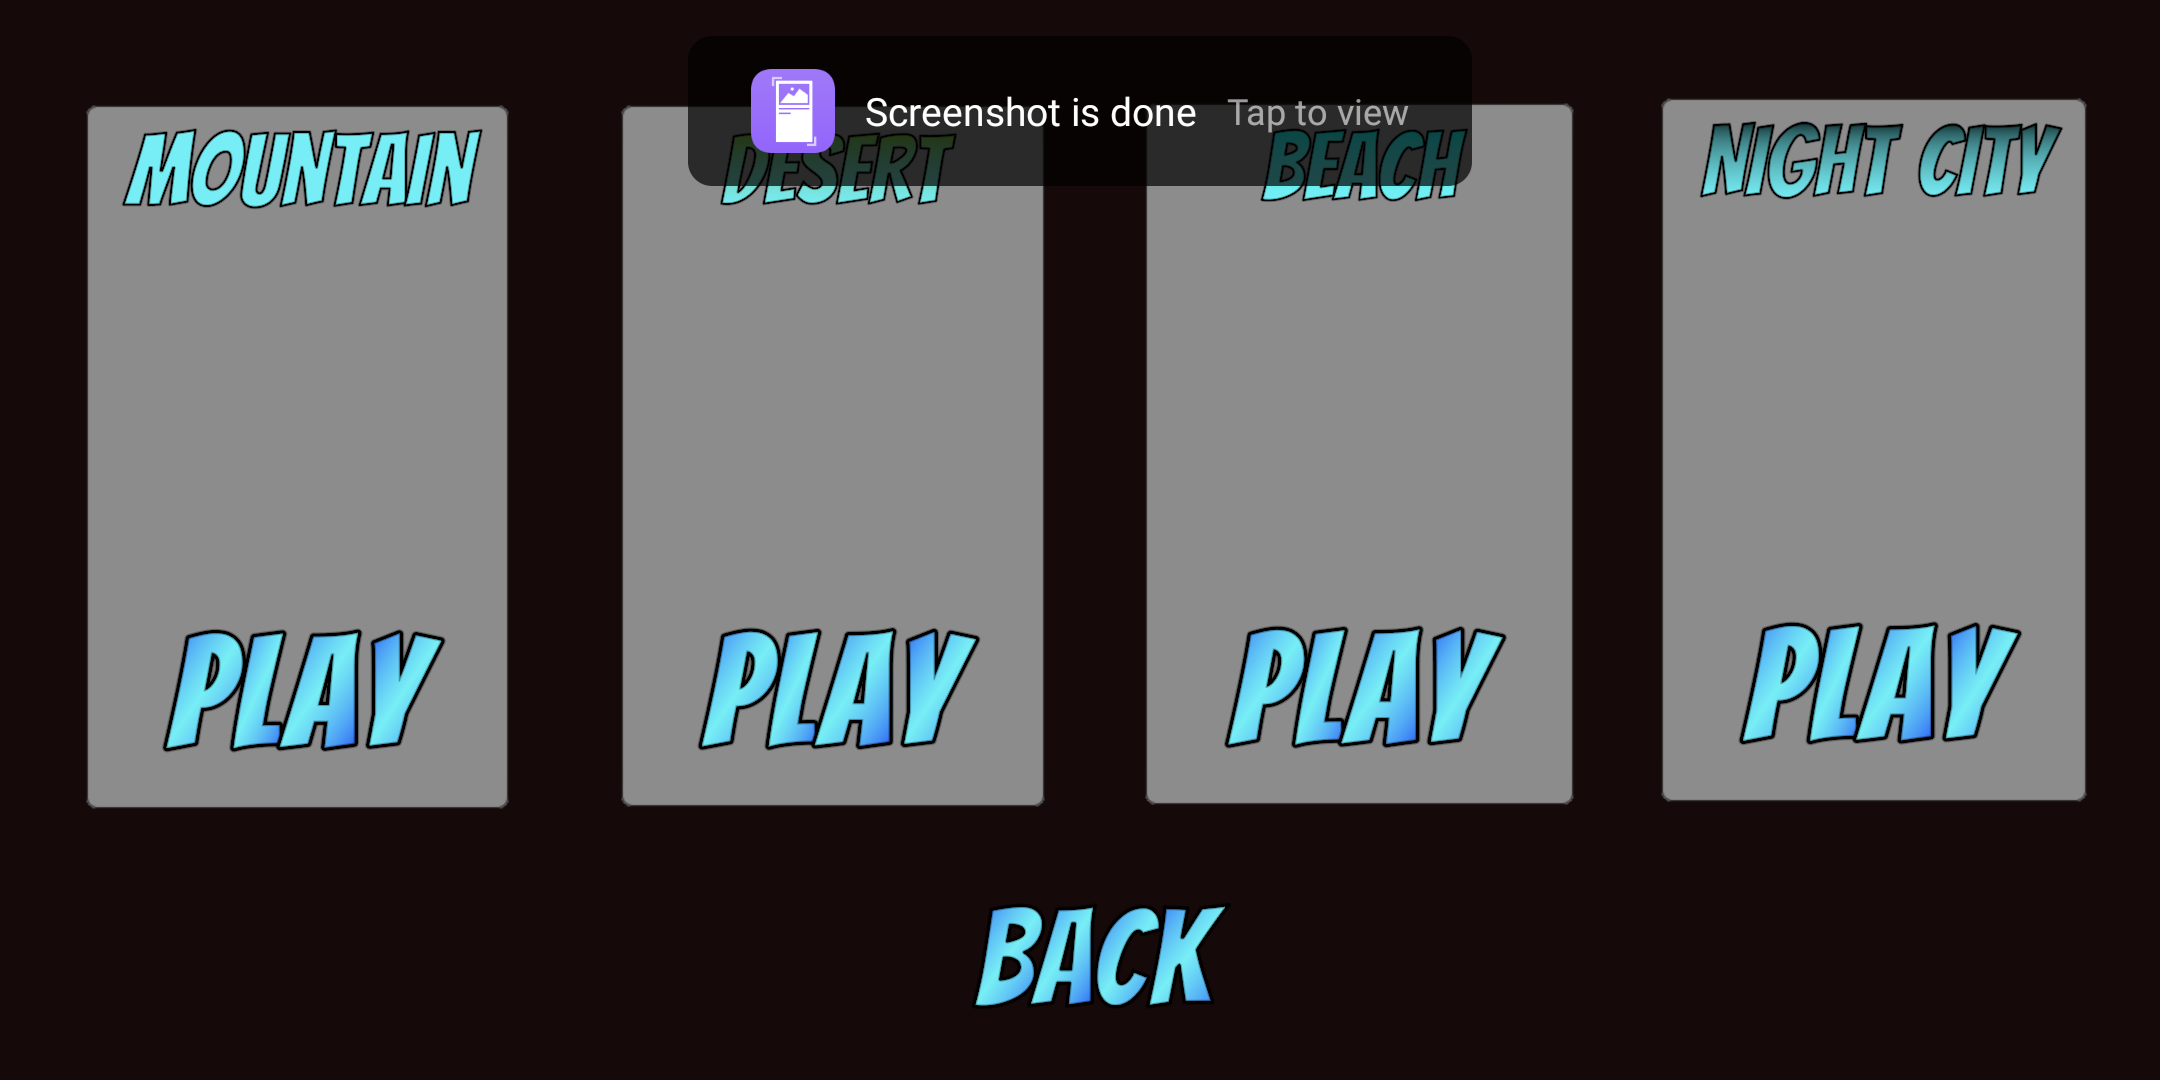 Screenshot is done Tap to view
MOUNTAIN
DESERT
BEACH
NIGHT CITY
PLAY
PLAY
PLAY
PLAY
BACK